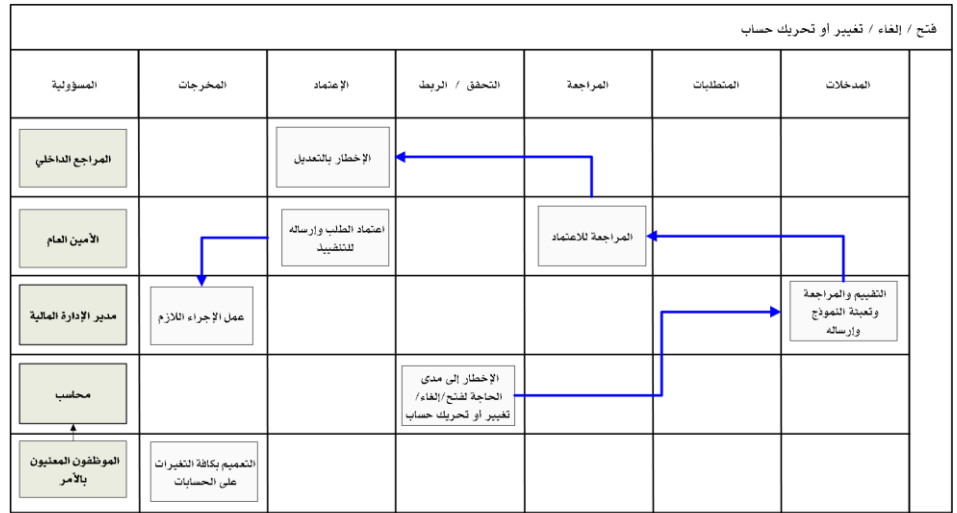 فتح / إلغاء / تغيير أو تحريك حساب
المدخلات
المتطلبات
المراجعة
التحقق / الربط
الإعتماد
المخرجات
المسؤولية
الإخطار بالتعديل
المراجع الداخلي
المراجعة للاعتماد
اعتماد الطلب وإرساله
للتنفييذ
الأمين العام
التقييم والمراجعة
وتعبئة النموذج
وإرساله
عمل الإجراء اللازم
مدير الإدارة المالية
الإخطار إلى مدى
الحاجة لفتح/إلغاء/
تغيير أو تحريك حساب
محاسب
التعميم بكافة التغيرات
على الحسابات
الموظفون المعنيون
بالأمر